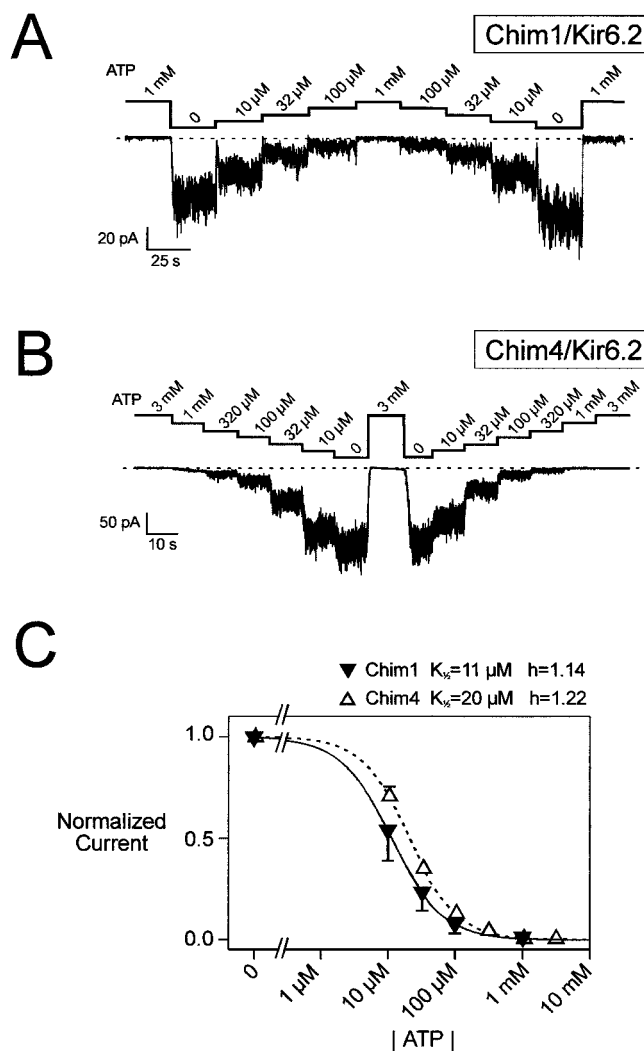 A
Chim1/Kir6.2
ATP
1 mM
0
10 µM
32 µM
100 µM
1 mM
100 µM
32 µM
10 µM
0
1 mM
20 pA
25 s
B
Chim4/Kir6.2
ATP
3 mM
1 mM
320 µM
100 µM
32 µM
10 µM
0
3 mM
0
10 µM
32 µM
100 µM
320 µM
1 mM
3 mM
50 pA
10 s
C
▼ Chim1 K½=11 µM h=1.14
△ Chim4 K½=20 µM h=1.22
1.0
Normalized
Current
0.5
0.0
0
1 µM
10 µM
100 µM
1 mM
10 mM
| ATP |